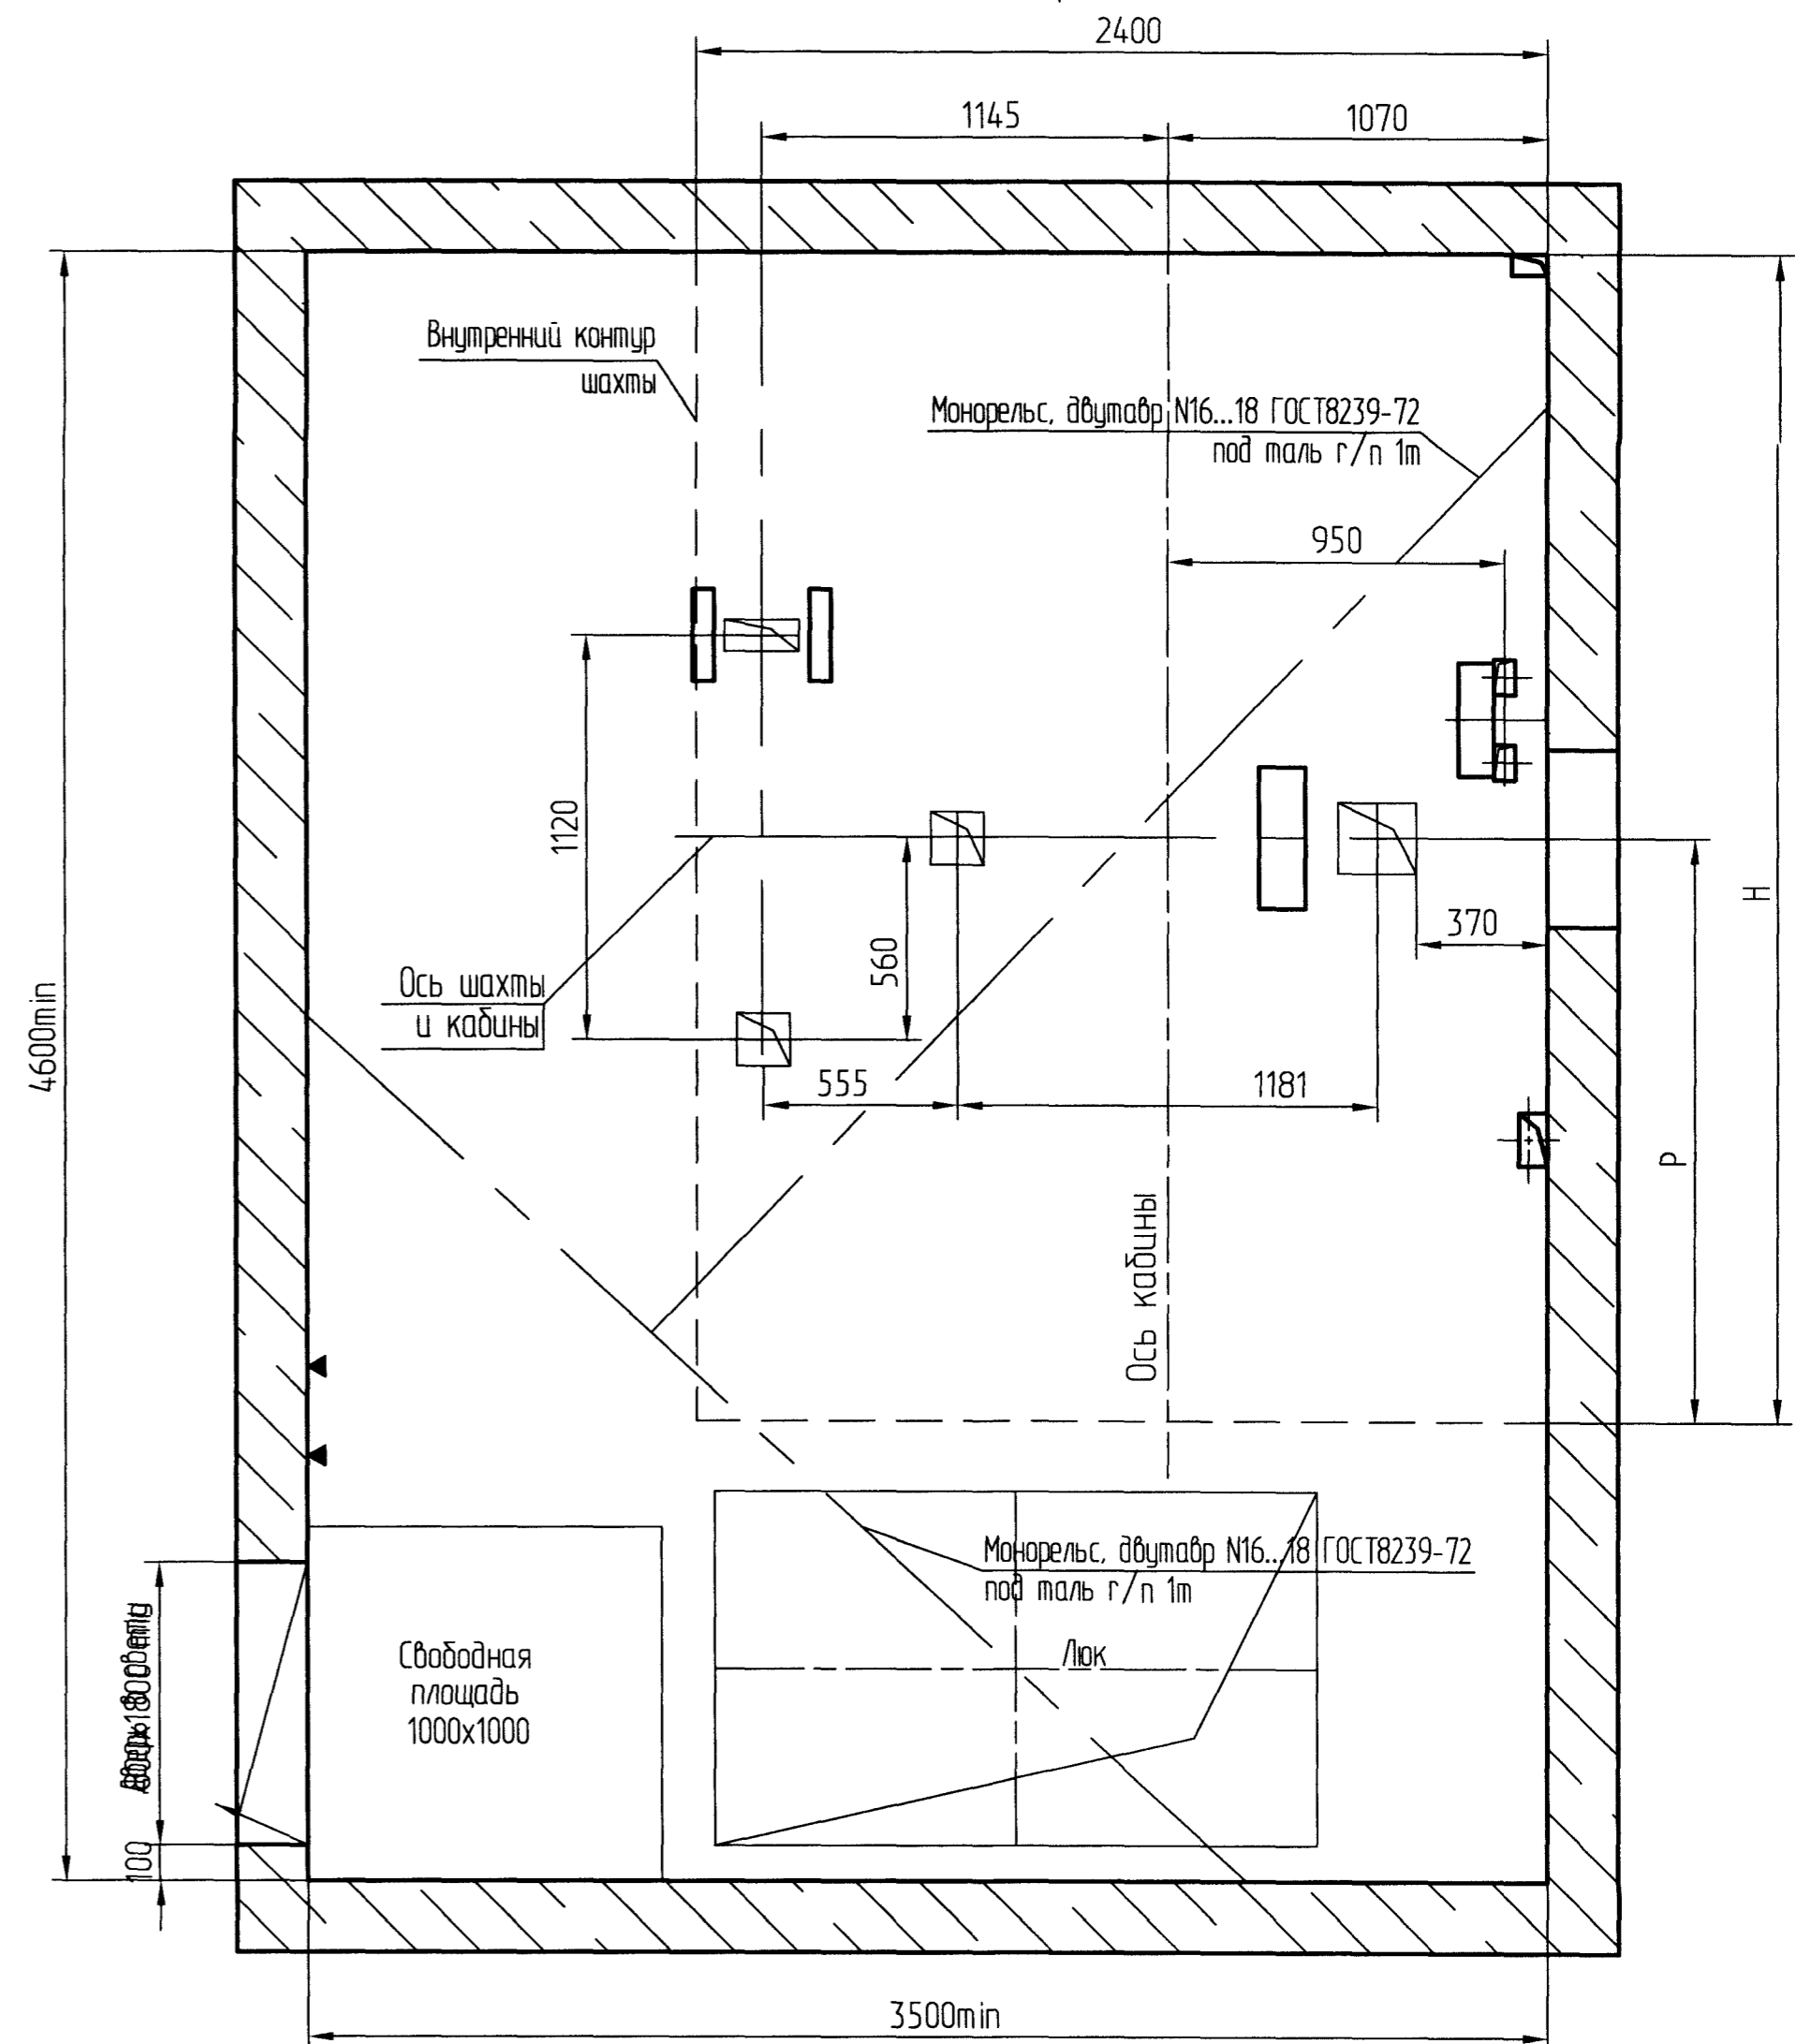 2400
1145
1070
Внутренний контур
шахты
Монорельс, двутавр N16...18 ГОСТ8239-72
под таль г/п 1т
950
1120
560
370
H
Ось шахты
и кабины
4600min
555
1181
P
Ось кабины
Монорельс, двутавр N16...18 ГОСТ8239-72
под таль г/п 1т
Люк
Свободная
площадь
1000x1000
100
3500min